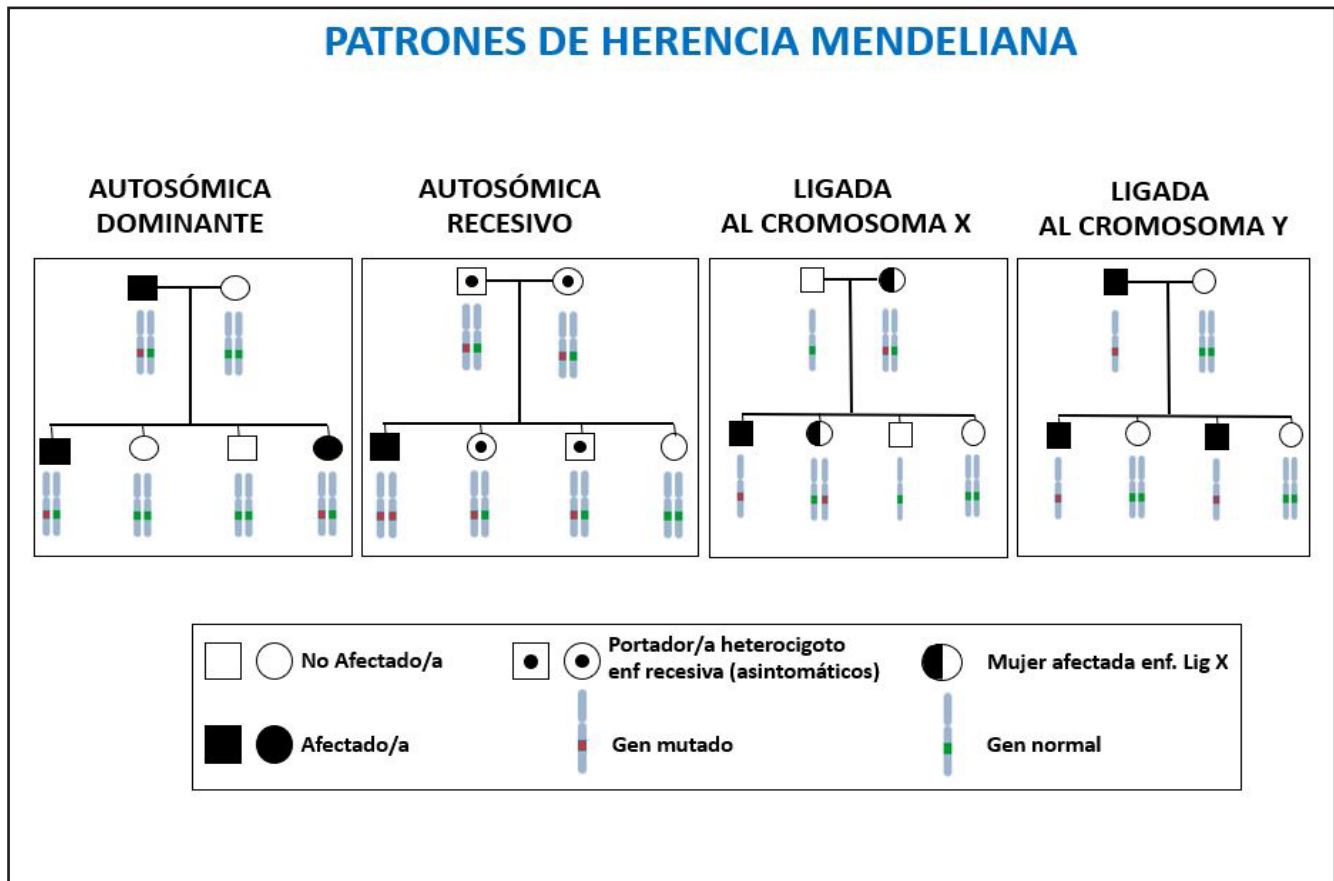 PATRONES DE HERENCIA MENDELIANA
AUTOSÓMICA
DOMINANTE
AUTOSÓMICA
RECESIVO
LIGADA
AL CROMOSOMA X
LIGADA
AL CROMOSOMA Y
No Afectado/a
Portador/a heterocigoto
enf recesiva (asintomáticos)
Mujer afectada enf. Lig X
Afectado/a
Gen mutado
Gen normal